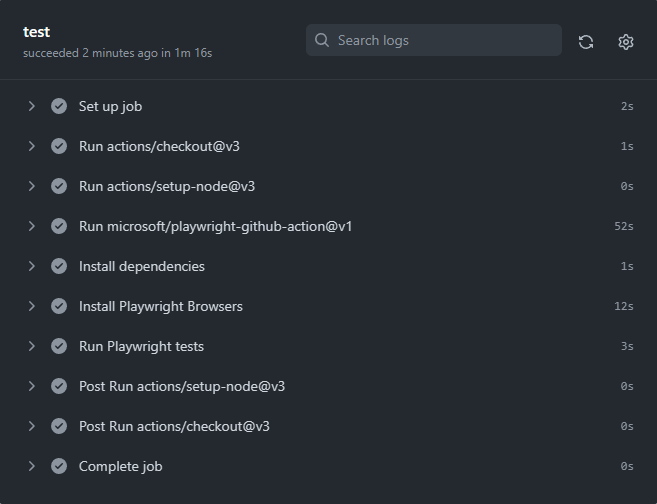 test
succeeded 2 minutes ago in 1m 16s
Search logs
Set up job 2s
Run actions/checkout@v3 1s
Run actions/setup-node@v3 0s
Run microsoft/playwright-github-action@v1 52s
Install dependencies 1s
Install Playwright Browsers 12s
Run Playwright tests 3s
Post Run actions/setup-node@v3 0s
Post Run actions/checkout@v3 0s
Complete job 0s